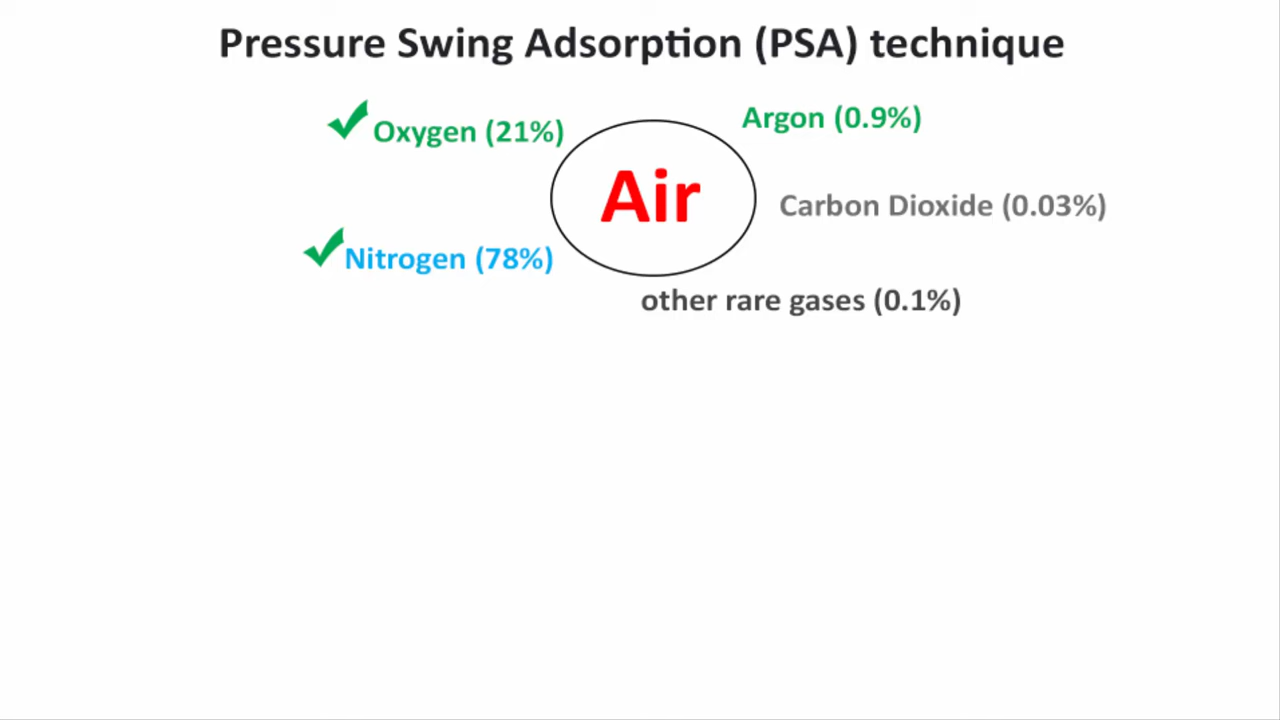 Pressure Swing Adsorption (PSA) technique
Oxygen (21%)
Argon (0.9%)
Air
Carbon Dioxide (0.03%)
Nitrogen (78%)
other rare gases (0.1%)